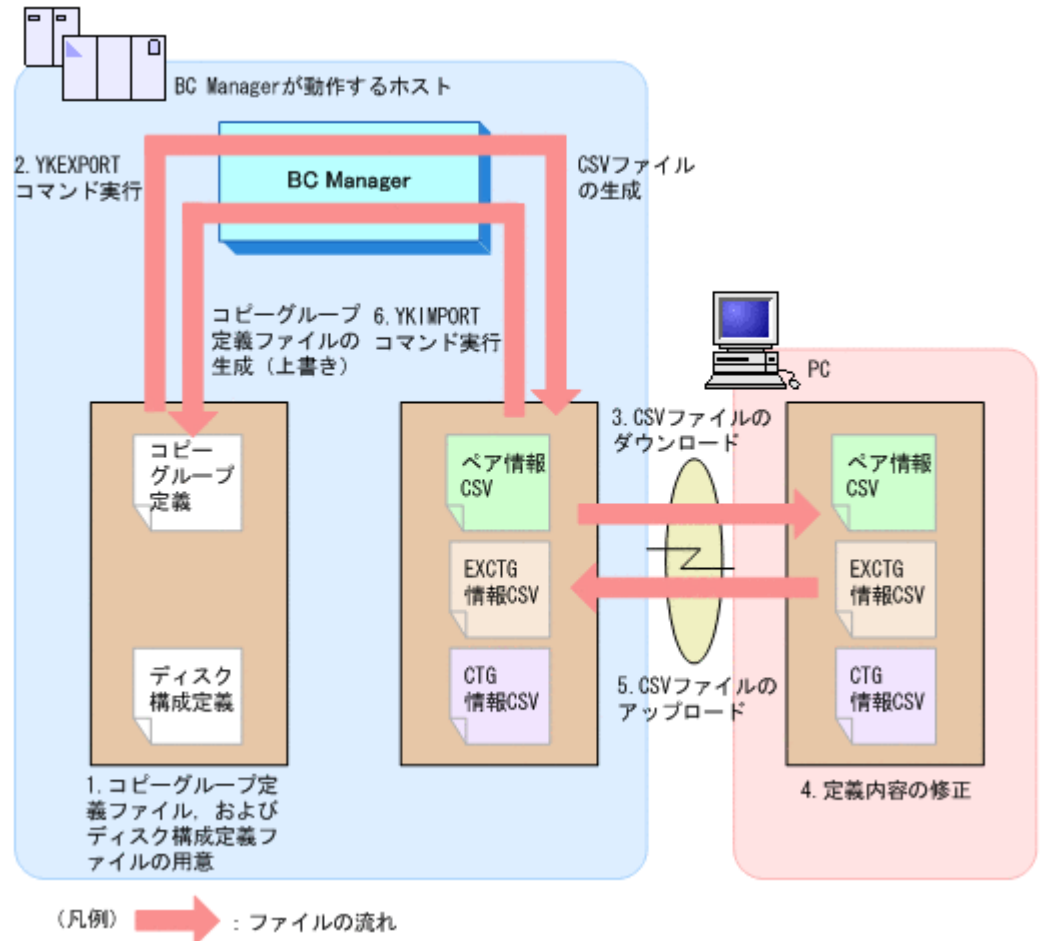 BC Managerが動作するホスト
2.YKEXPORT
コマンド実行
BC Manager
CSVファイル
の生成
コピーグループ
定義ファイルの
生成（上書き）
6.YKIMPORT
コマンド実行
PC
3.CSVファイルの
ダウンロード
コピー
グループ
定義
ペア情報
CSV
ペア情報
CSV
EXCTG
情報CSV
EXCTG
情報CSV
ディスク
構成定義
CTG
情報CSV
5.CSVファイルの
アップロード
CTG
情報CSV
1.コピーグループ定
義ファイル，および
ディスク構成定義フ
ァイルの用意
4.定義内容の修正
(凡例)
：ファイルの流れ